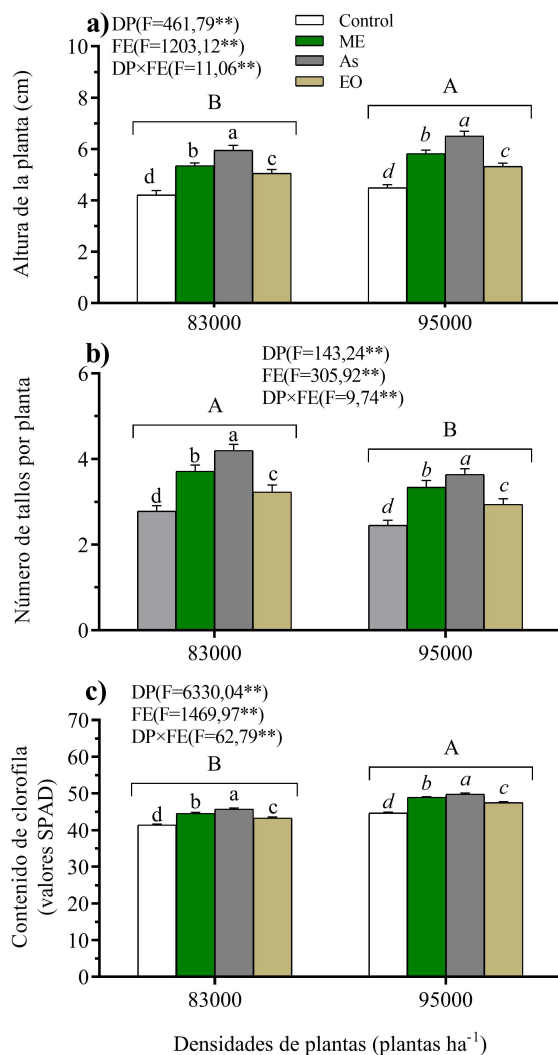 a)
DP(F=461,79**)
FE(F=1203,12**)
DP×FE(F=11,06**)
Control
ME
As
EO
Altura de la planta (cm)
10
8
6
4
2
0
B
d b a c
A
d b a c
83000 95000
b)
DP(F=143,24**)
FE(F=305,92**)
DP×FE(F=9,74**)
Número de tallos por planta
6
4
2
0
A
d b a c
B
d b a c
83000 95000
c)
DP(F=6330,04**)
FE(F=1469,97**)
DP×FE(F=62,79**)
Contenido de clorofila
(valores SPAD)
70
60
50
40
30
20
10
0
B
d b a c
A
d b a c
83000 95000
Densidades de plantas (plantas ha⁻¹)